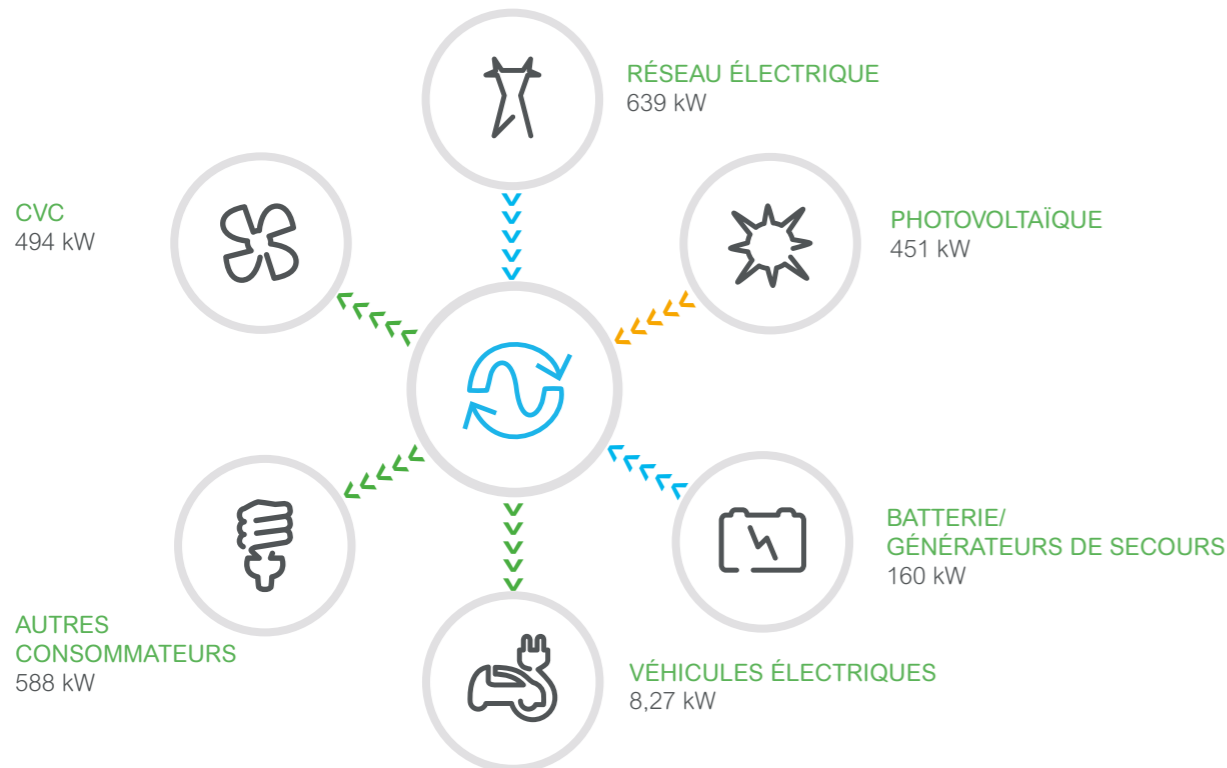 RÉSEAU ÉLECTRIQUE
639 kW
CVC
494 kW
PHOTOVOLTAÏQUE
451 kW
BATTERIE/
GÉNÉRATEURS DE SECOURS
160 kW
AUTRES
CONSOMMATEURS
588 kW
VÉHICULES ÉLECTRIQUES
8,27 kW